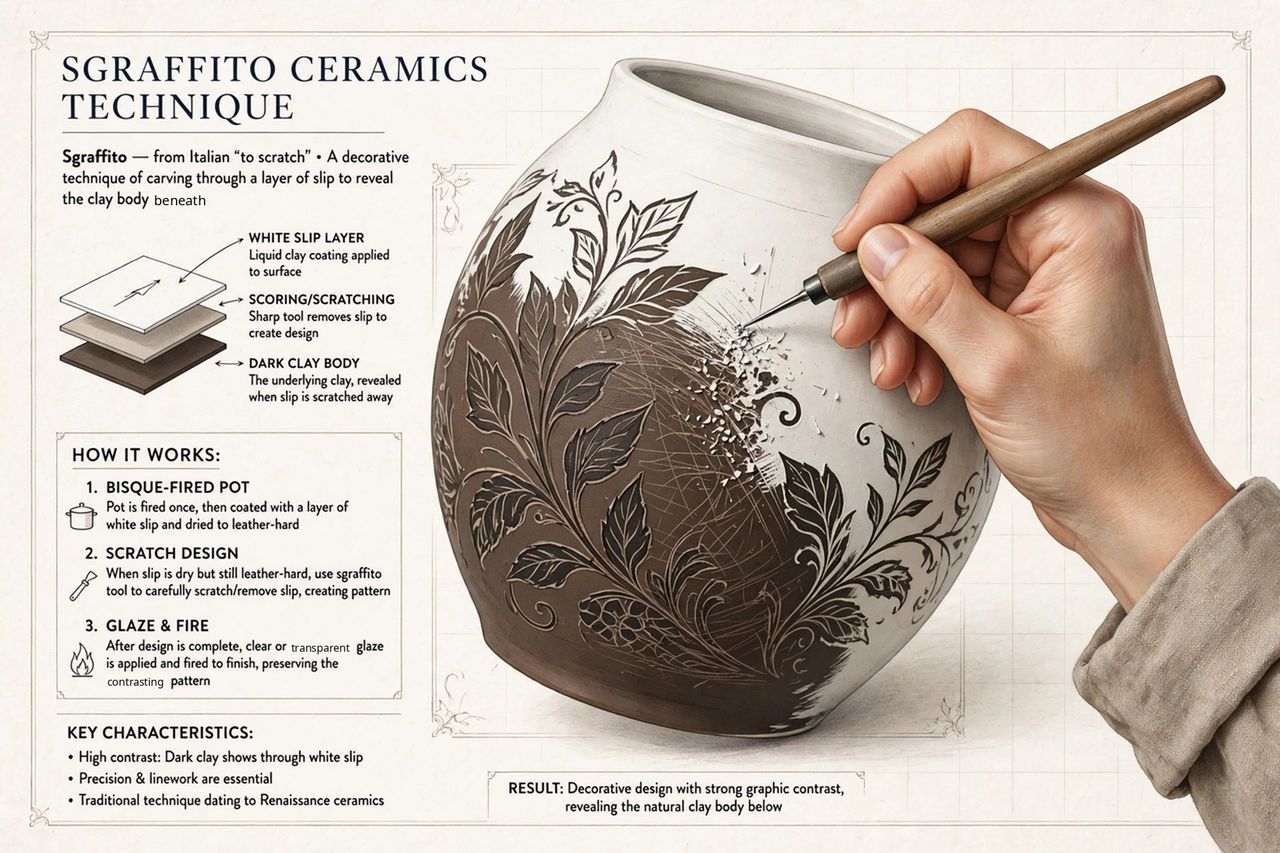 SGRAFFITO CERAMICS
TECHNIQUE
Sgraffito — from Italian “to scratch” • A decorative
technique of carving through a layer of slip to reveal
the clay body beneath
WHITE SLIP LAYER
Liquid clay coating applied
to surface
SCORING/SCRATCHING
Sharp tool removes slip to
create design
DARK CLAY BODY
The underlying clay, revealed
when slip is scratched away
HOW IT WORKS:
1. BISQUE-FIRED POT
Pot is fired once, then coated with a layer of
white slip and dried to leather-hard
2. SCRATCH DESIGN
When slip is dry but still leather-hard, use sgraffito
tool to carefully scratch/remove slip, creating pattern
3. GLAZE & FIRE
After design is complete, clear or transparent glaze
is applied and fired to finish, preserving the
contrasting pattern
KEY CHARACTERISTICS:
• High contrast: Dark clay shows through white slip
• Precision & linework are essential
• Traditional technique dating to Renaissance ceramics
RESULT: Decorative design with strong graphic contrast,
revealing the natural clay body below